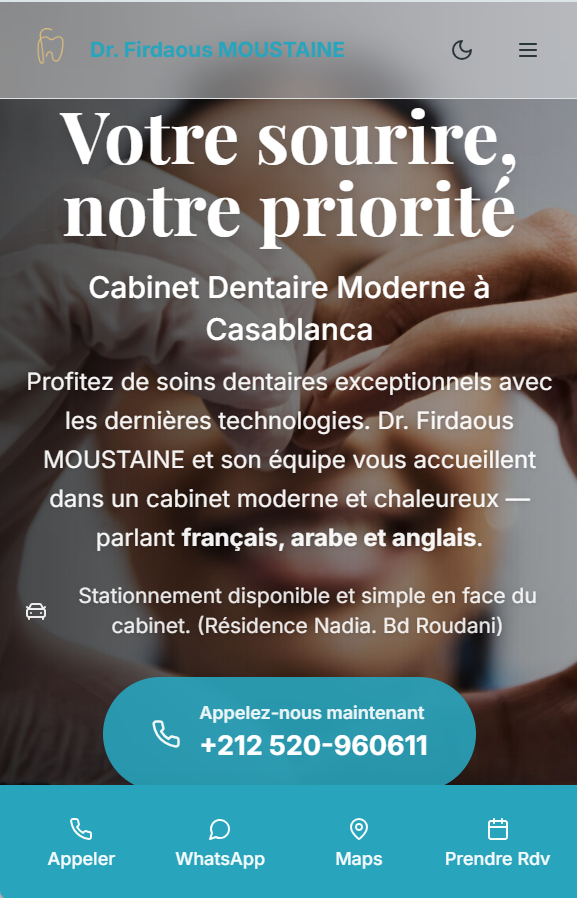 Dr. Firdaous MOUSTAINE
Votre sourire,
notre priorité
Cabinet Dentaire Moderne à
Casablanca
Profitez de soins dentaires exceptionnels avec
les dernières technologies. Dr. Firdaous
MOUSTAINE et son équipe vous accueillent
dans un cabinet moderne et chaleureux —
parlant français, arabe et anglais.
Stationnement disponible et simple en face du
cabinet. (Résidence Nadia. Bd Roudani)
Appelez-nous maintenant
+212 520-960611
Appeler WhatsApp Maps Prendre Rdv